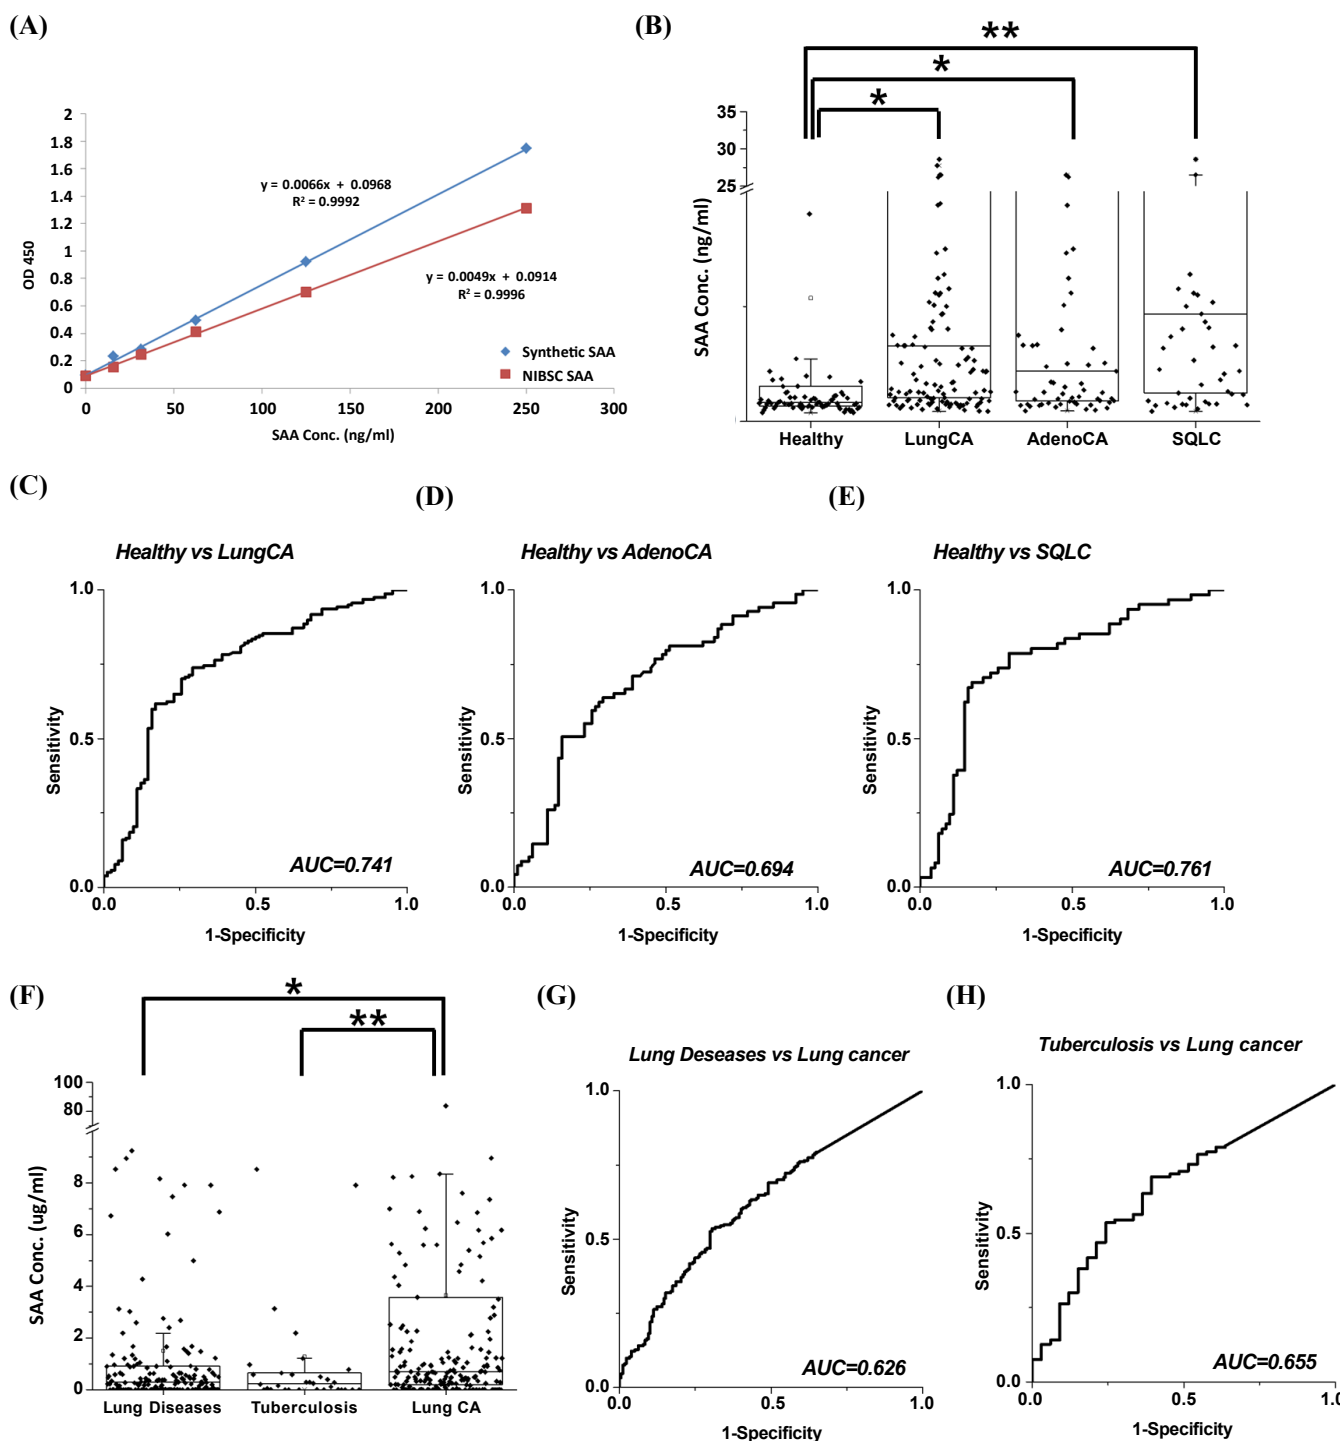 (A)
2
1.8
1.6
1.4
1.2
1
0.8
0.6
0.4
0.2
0
OD 450
y = 0.0066x + 0.0968
R² = 0.9992
y = 0.0049x + 0.0914
R² = 0.9996
Synthetic SAA
NIBSC SAA
0 50 100 150 200 250 300
SAA Conc. (ng/ml)
(B)
**
*
*
35
30
25
SAA Conc. (ng/ml)
Healthy LungCA AdenoCA SQLC
(C)
Healthy vs LungCA
1.0
0.5
0.0
Sensitivity
AUC=0.741
0.0 0.5 1.0
1-Specificity
(D)
Healthy vs AdenoCA
1.0
0.5
0.0
Sensitivity
AUC=0.694
0.0 0.5 1.0
1-Specificity
(E)
Healthy vs SQLC
1.0
0.5
0.0
Sensitivity
AUC=0.761
0.0 0.5 1.0
1-Specificity
(F)
*
**
100
80
8
6
4
2
0
SAA Conc. (ug/ml)
Lung Diseases Tuberculosis Lung CA
(G)
Lung Deseases vs Lung cancer
1.0
0.5
0.0
Sensitivity
AUC=0.626
0.0 0.5 1.0
1-Specificity
(H)
Tuberculosis vs Lung cancer
1.0
0.5
0.0
Sensitivity
AUC=0.655
0.0 0.5 1.0
1-Specificity